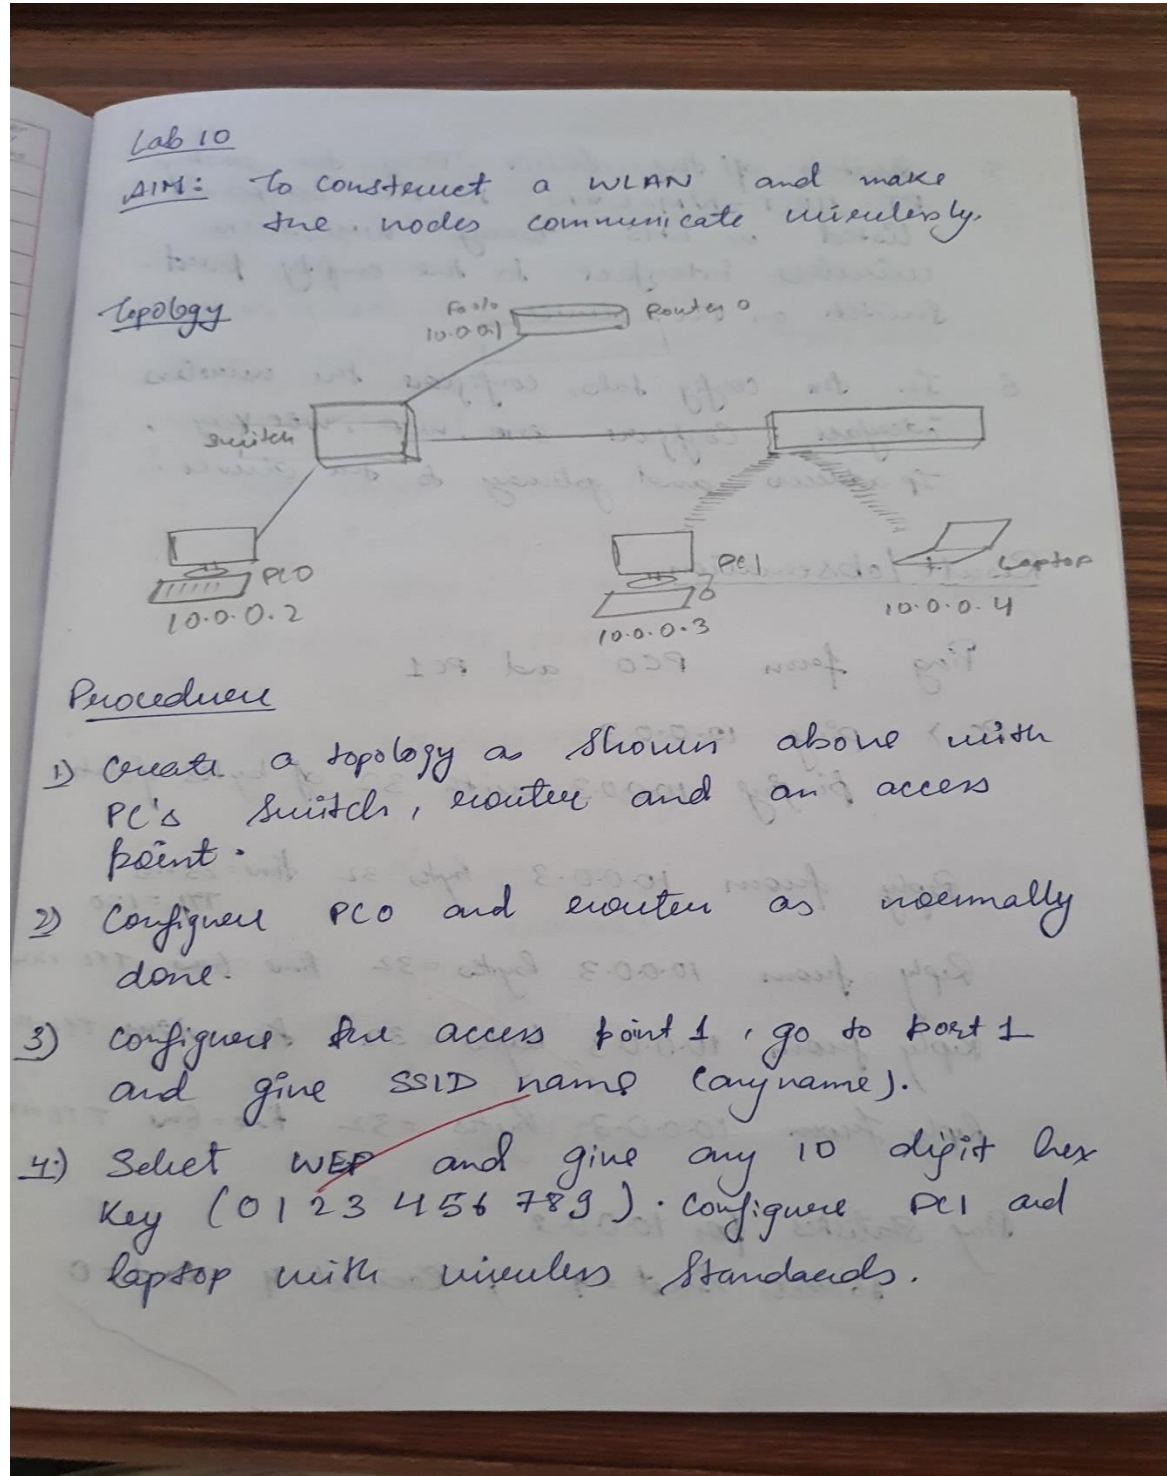 Lab 10
AIM: To construct a WLAN and make
the nodes communicate wirelessly.
Topology
Fa0/0
10.0.0.1
Router 0
Switch
PC0
10.0.0.2
PC1
10.0.0.3
Laptop
10.0.0.4
Procedure
1) Create a topology as shown above with
PC's switch, router and an access
point.
2) Configure PC0 and router as normally
done.
3) Configure the access point 1, go to port 1
and give SSID name (any name).
4) Select WEP and give any 10 digit hex
Key (0123456789). Configure PC1 and
laptop with wireless standards.